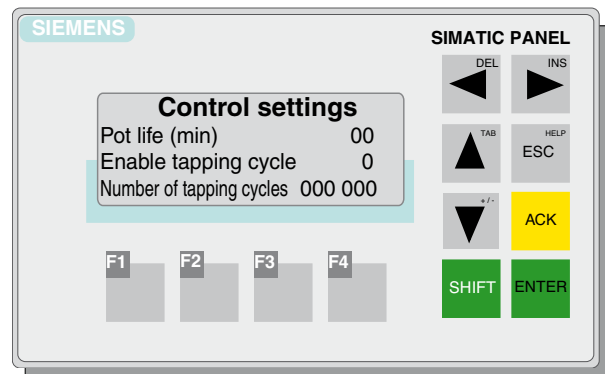 SIEMENS
SIMATIC PANEL
DEL
INS
Control settings
Pot life (min) 00
Enable tapping cycle 0
Number of tapping cycles 000 000
TAB
HELP
ESC
+ / -
ACK
F1 F2 F3 F4
SHIFT ENTER